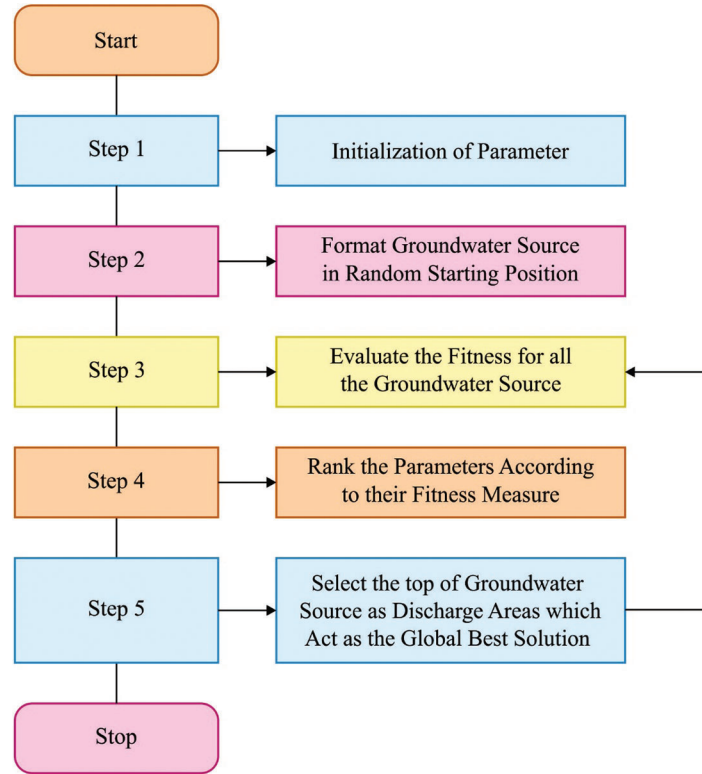 Start
Step 1
Initialization of Parameter
Step 2
Format Groundwater Source
in Random Starting Position
Step 3
Evaluate the Fitness for all
the Groundwater Source
Step 4
Rank the Parameters According
to their Fitness Measure
Step 5
Select the top of Groundwater
Source as Discharge Areas which
Act as the Global Best Solution
Stop